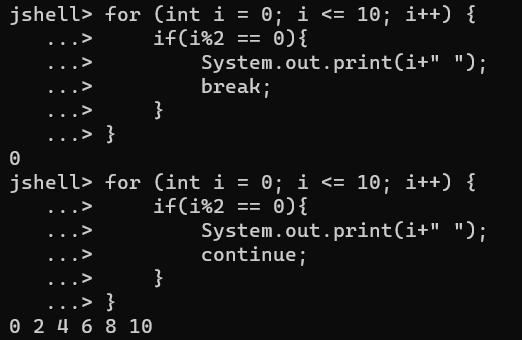 jshell> for (int i = 0; i <= 10; i++) {
   ...>     if(i%2 == 0){
   ...>         System.out.print(i+" ");
   ...>         break;
   ...>     }
   ...> }
0
jshell> for (int i = 0; i <= 10; i++) {
   ...>     if(i%2 == 0){
   ...>         System.out.print(i+" ");
   ...>         continue;
   ...>     }
   ...> }
0 2 4 6 8 10